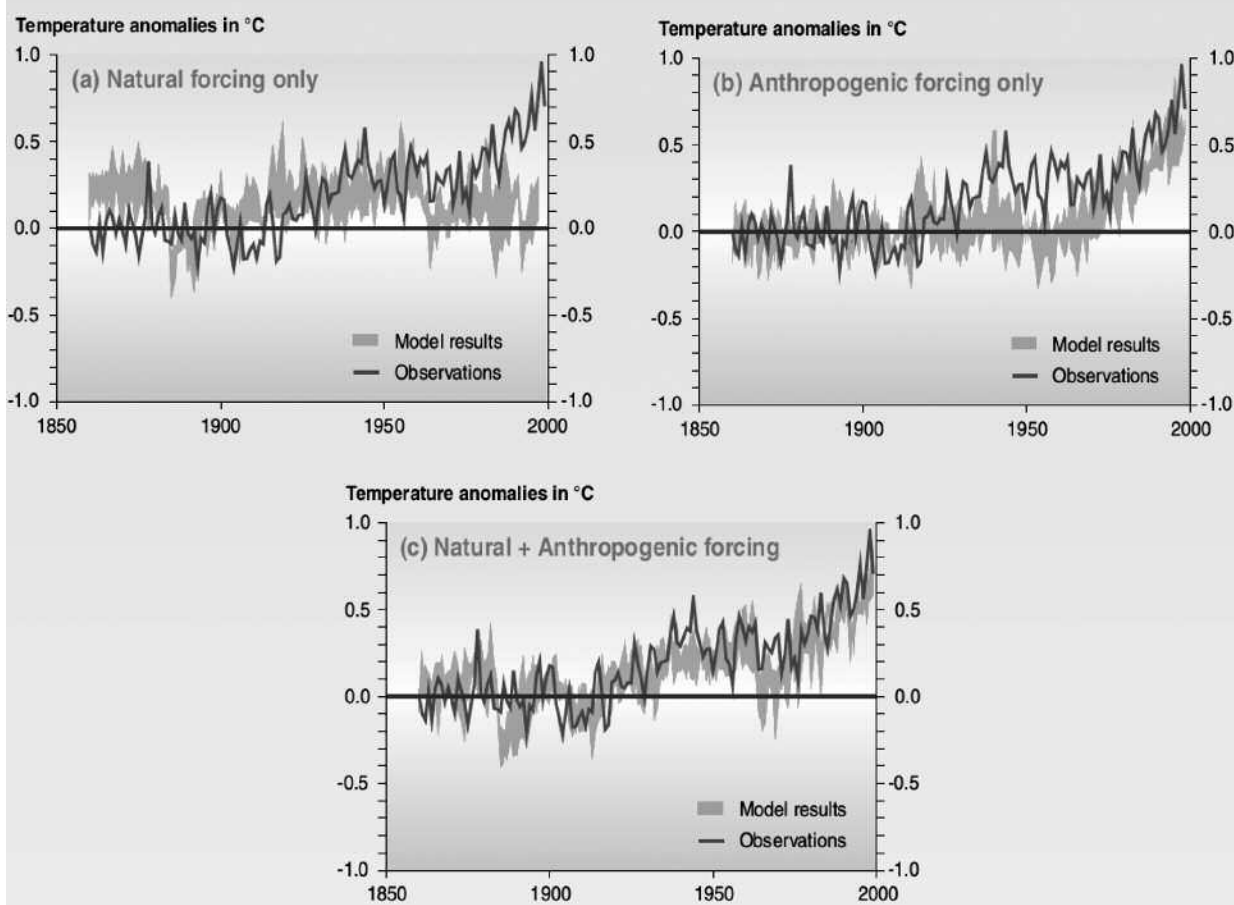 Temperature anomalies in °C
(a) Natural forcing only
1.0 1.0
0.5 0.5
0.0 0.0
-0.5 -0.5
Model results
Observations
-1.0 -1.0
1850 1900 1950 2000
Temperature anomalies in °C
(b) Anthropogenic forcing only
1.0 1.0
0.5 0.5
0.0 0.0
-0.5 -0.5
Model results
Observations
-1.0 -1.0
1850 1900 1950 2000
Temperature anomalies in °C
(c) Natural + Anthropogenic forcing
1.0 1.0
0.5 0.5
0.0 0.0
-0.5 -0.5
Model results
Observations
-1.0 -1.0
1850 1900 1950 2000